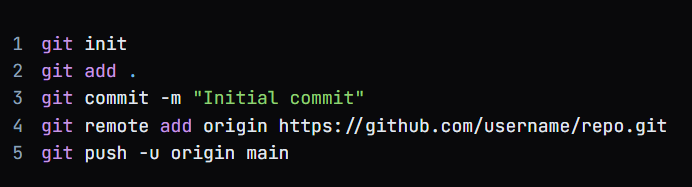 1 git init
2 git add .
3 git commit -m "Initial commit"
4 git remote add origin https://github.com/username/repo.git
5 git push -u origin main